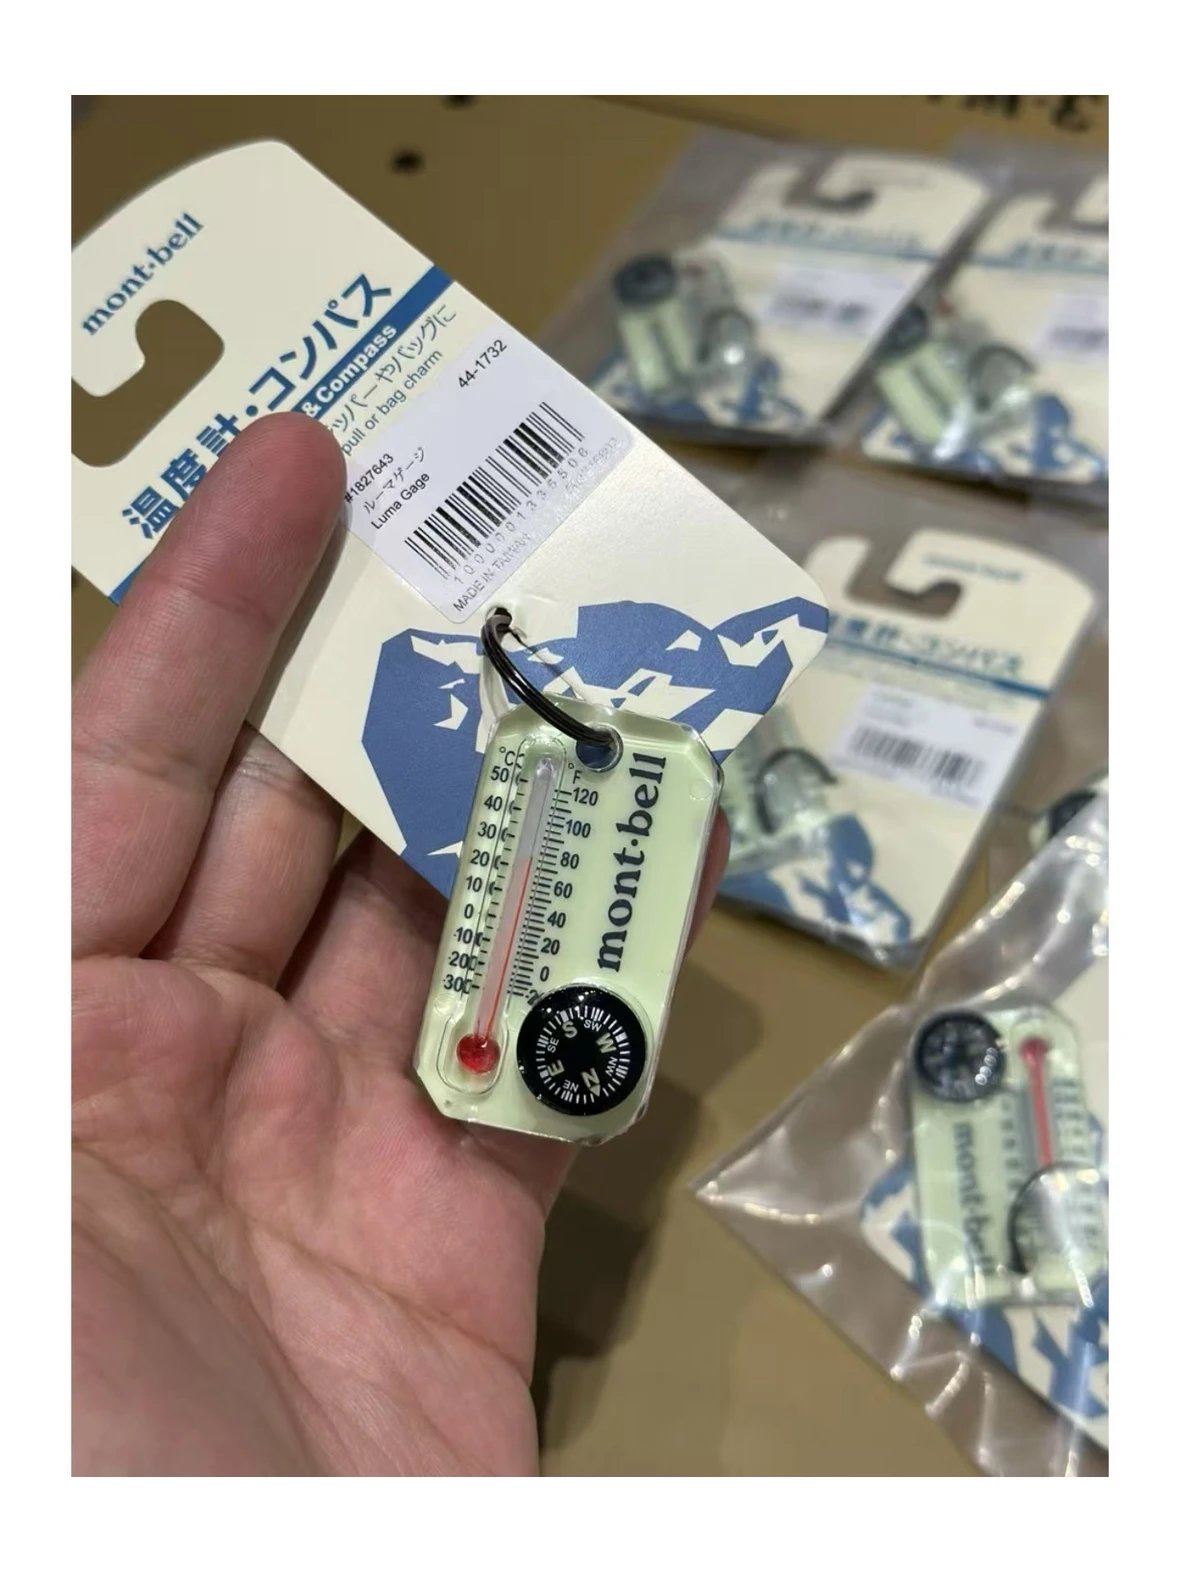 mont·bell
温度計・コンパス
& Compass
ッパーやバッグに
pull or bag charm
44-1732
#1827643
ルーマゲージ
Luma Gage
MADE IN TAIWAN
°C
50
40
30
20
10
0
-10
-20
-30
°F
120
100
80
60
40
20
0
mont·bell
S
SW
W
NW
N
NE
E
SE
mont·bell